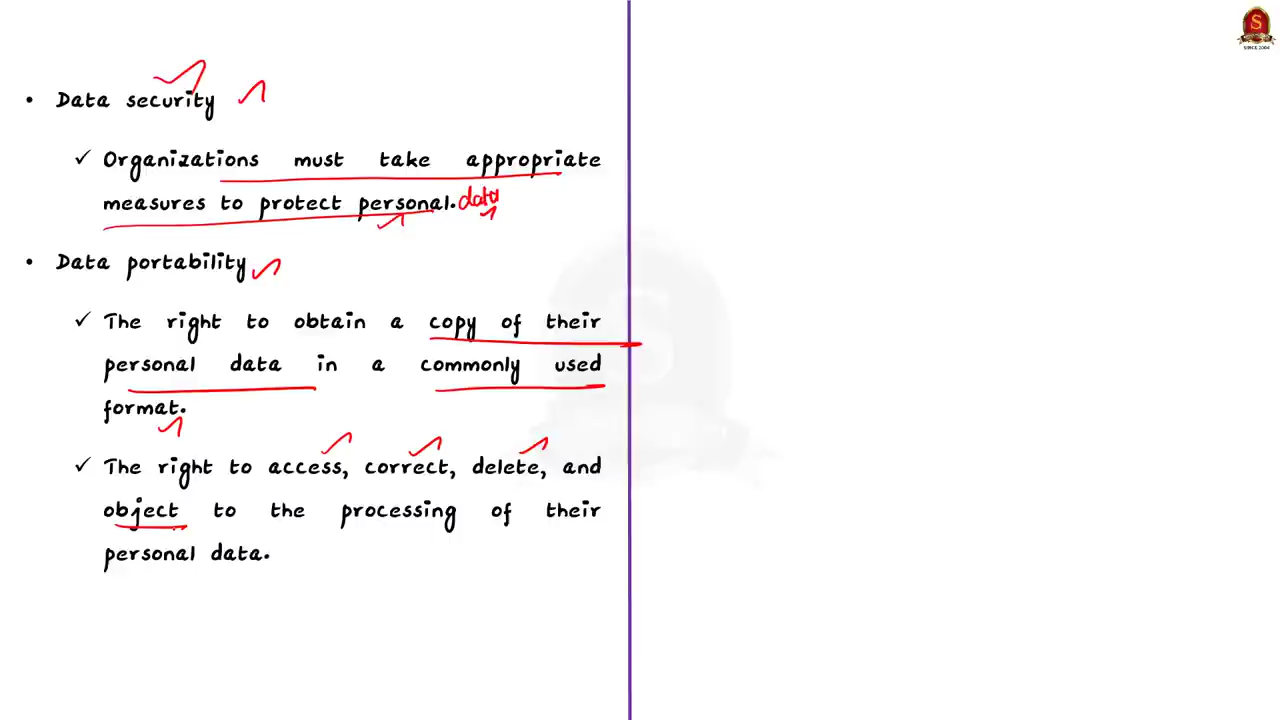 • Data security
✓ Organizations must take appropriate
measures to protect personal. data
• Data portability
✓ The right to obtain a copy of their
personal data in a commonly used
format.
✓ The right to access, correct, delete, and
object to the processing of their
personal data.
S
SINCE 2004